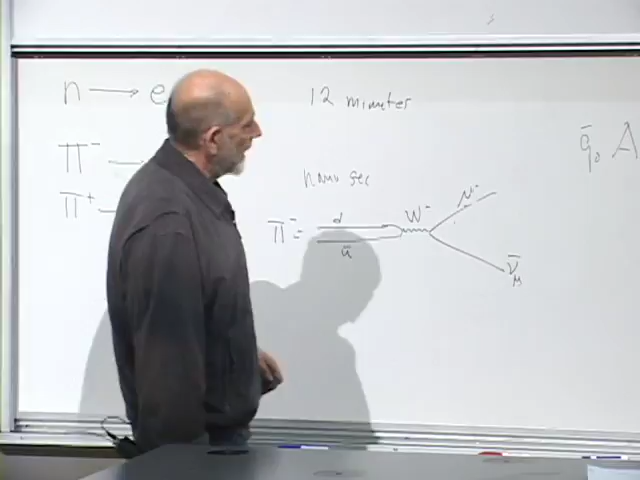 n → e 12 minutes
π⁻ — nano sec
π⁺ —
π⁻ = d ū W⁻ μ⁻ ν̄μ
q̄₀ A